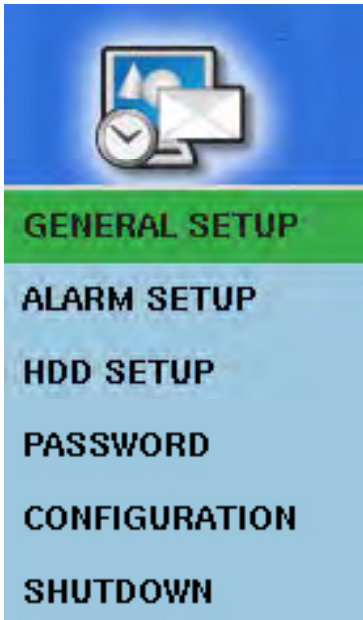 GENERAL SETUP
ALARM SETUP
HDD SETUP
PASSWORD
CONFIGURATION
SHUTDOWN